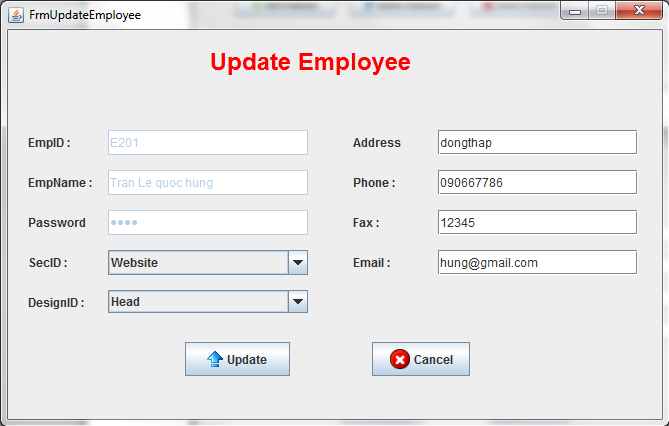 FrmUpdateEmployee
Update Employee
EmpID : E201
Address dongthap
EmpName : Tran Le quoc hung
Phone : 090667786
Password ●●●●
Fax : 12345
SecID : Website
Email : hung@gmail.com
DesignID : Head
Update
Cancel